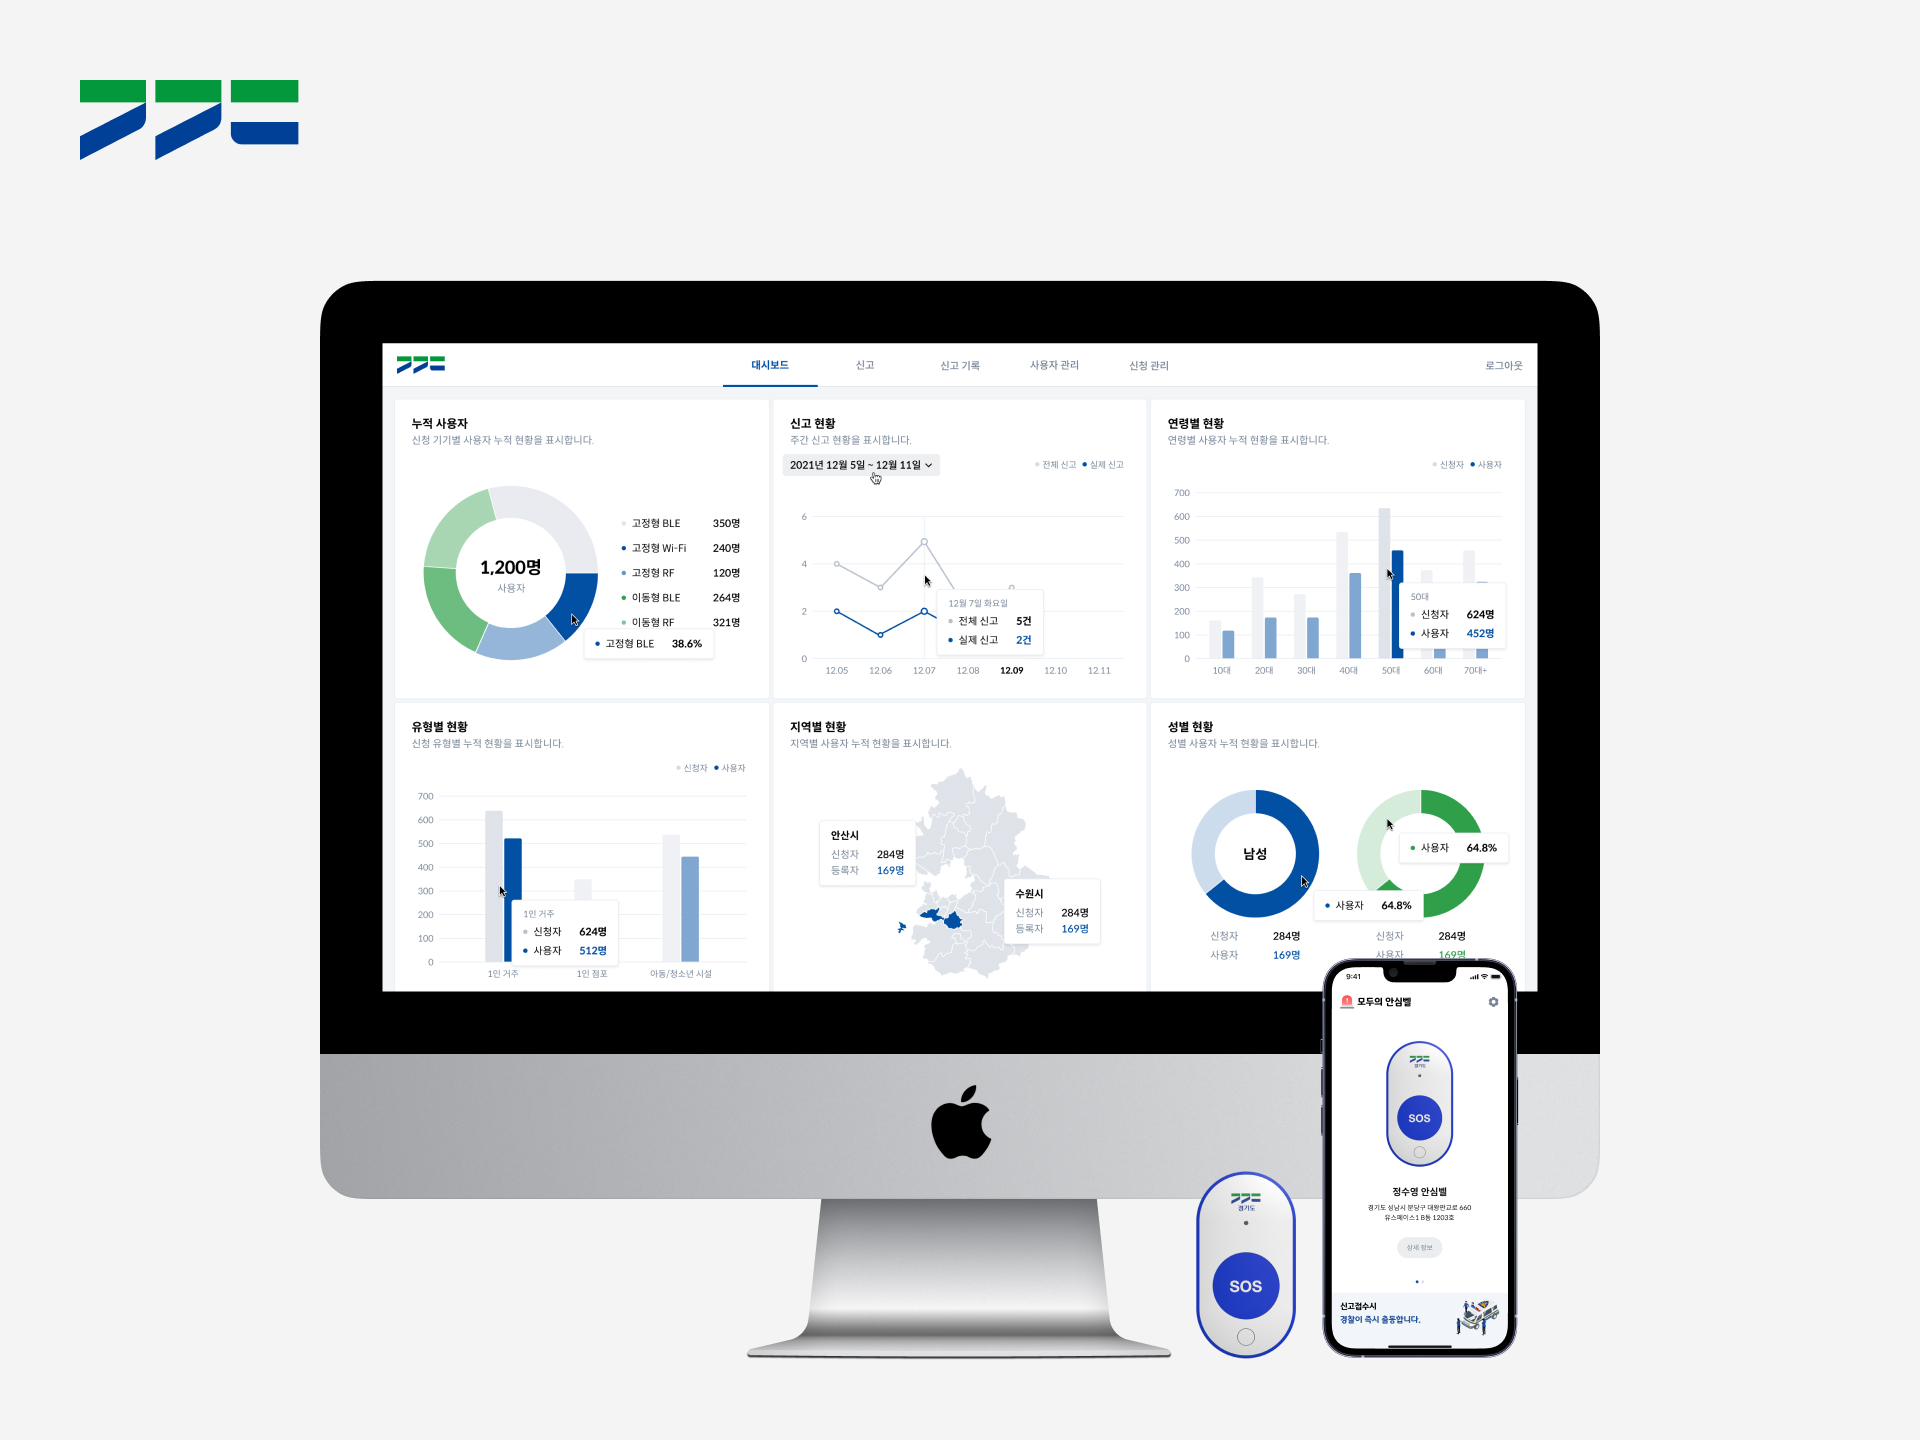 대시보드
신고
신고 기록
사용자 관리
신청 관리
로그아웃
누적 사용자
신청 기기별 사용자 누적 현황을 표시합니다.
1,200명
사용자
고정형 BLE 350명
고정형 Wi-Fi 240명
고정형 RF 120명
이동형 BLE 264명
이동형 RF 321명
고정형 BLE 38.6%
신고 현황
주간 신고 현황을 표시합니다.
2021년 12월 5일 ~ 12월 11일
전체 신고 실제 신고
6
4
2
0
12월 7일 화요일
전체 신고 5건
실제 신고 2건
12.05 12.06 12.07 12.08 12.09 12.10 12.11
연령별 현황
연령별 사용자 누적 현황을 표시합니다.
신청자 사용자
700
600
500
400
300
200
100
0
50대
신청자 624명
사용자 452명
10대 20대 30대 40대 50대 60대 70대+
유형별 현황
신청 유형별 누적 현황을 표시합니다.
신청자 사용자
700
600
500
400
300
200
100
0
1인 거주
신청자 624명
사용자 512명
1인 거주 1인 점포 아동/청소년 시설
지역별 현황
지역별 사용자 누적 현황을 표시합니다.
안산시
신청자 284명
등록자 169명
수원시
신청자 284명
등록자 169명
성별 현황
성별 사용자 누적 현황을 표시합니다.
남성
사용자 64.8%
사용자 64.8%
신청자 284명
사용자 169명
신청자 284명
사용자 169명
9:41
모두의 안심벨
경기도
SOS
정수영 안심벨
경기도 성남시 분당구 대왕판교로 660
유스페이스1 B동 1203호
상세 정보
신고접수시
경찰이 즉시 출동합니다.
경기도
SOS